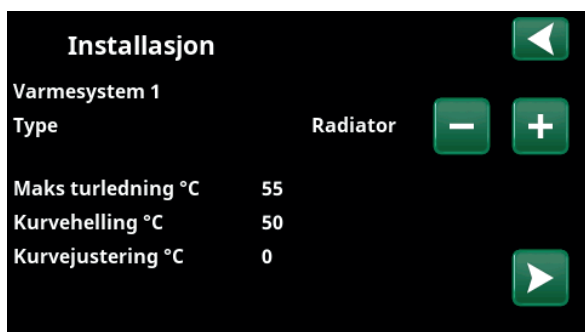 Installasjon
Varmesystem 1
Type Radiator
Maks turledning °C 55
Kurvehelling °C 50
Kurvejustering °C 0